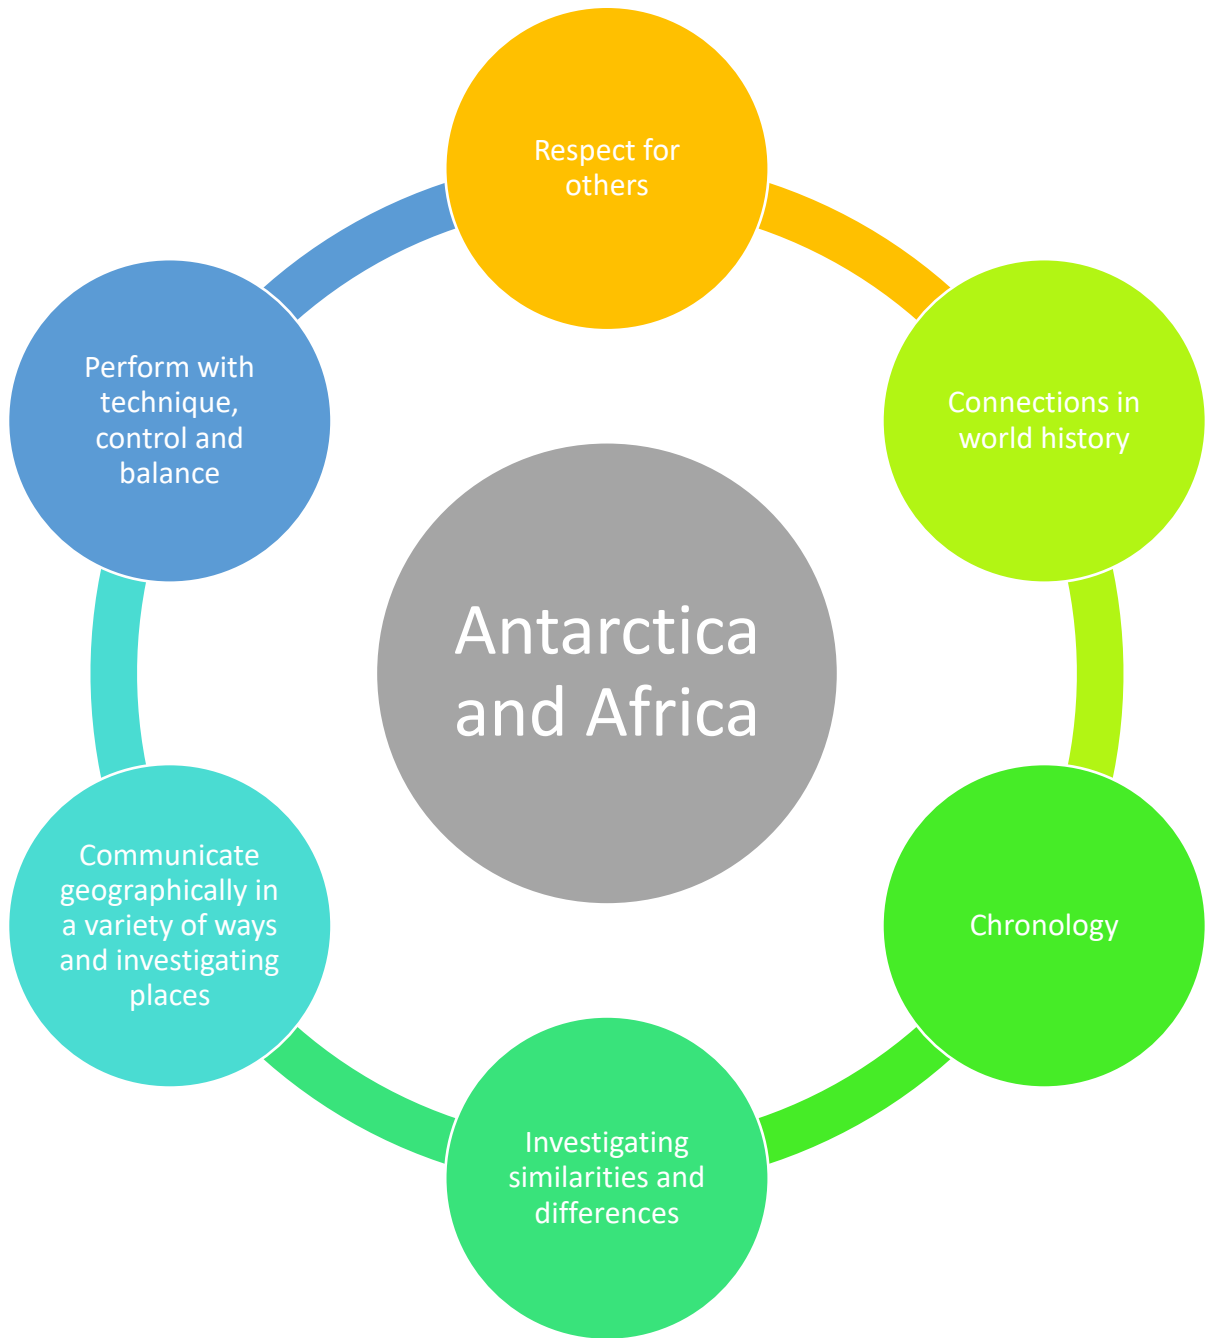 Respect for
others
Connections in
world history
Chronology
Investigating
similarities and
differences
Communicate
geographically in
a variety of ways
and investigating
places
Perform with
technique,
control and
balance
Antarctica
and Africa